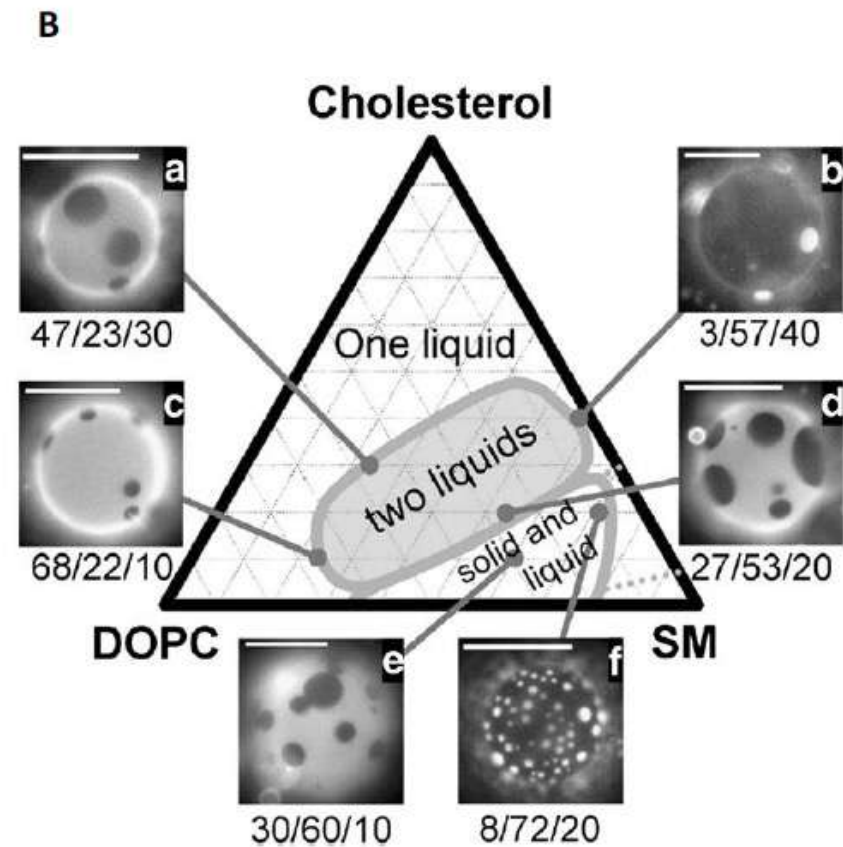 B
Cholesterol
a
47/23/30
b
3/57/40
One liquid
c
68/22/10
two liquids
d
27/53/20
solid and
liquid
DOPC
SM
e
30/60/10
f
8/72/20